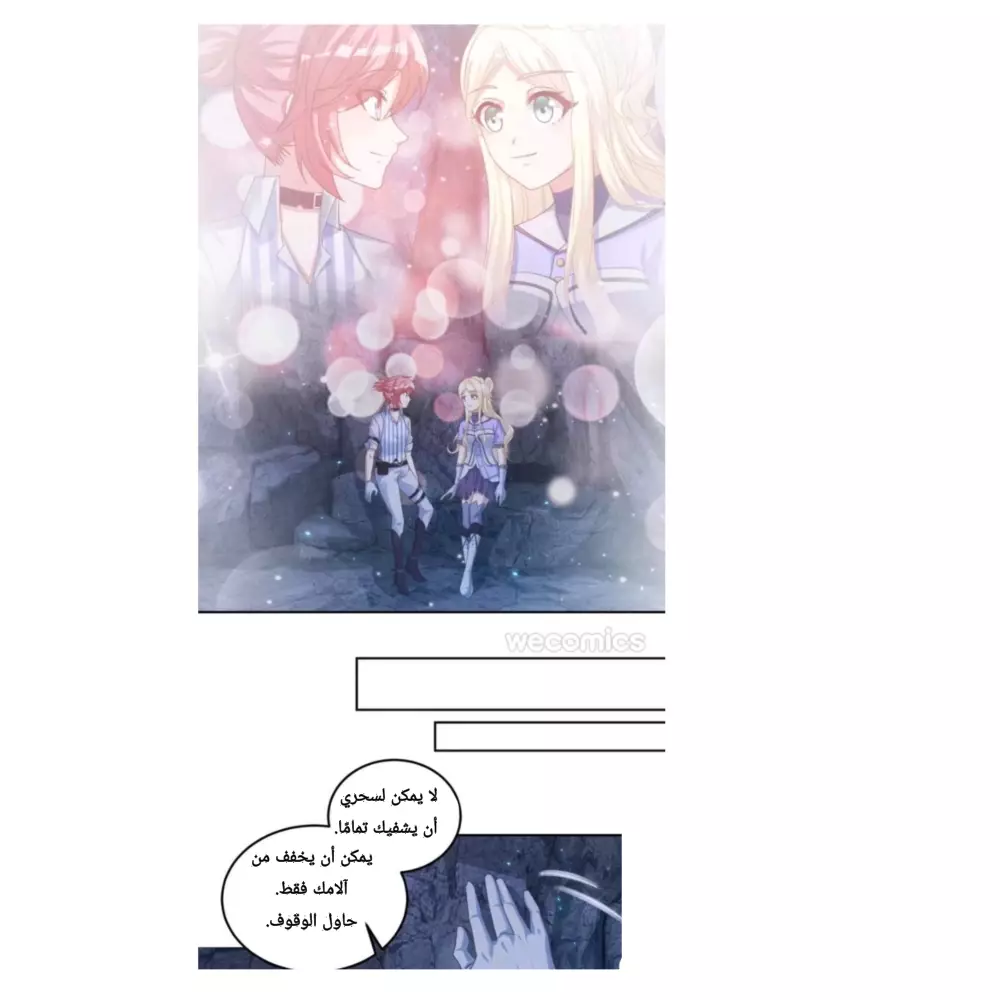 wecomics
لا يمكن لسحري
أن يشفيك تمامًا.
يمكن أن يخفف من
آلامك فقط.
حاول الوقوف.